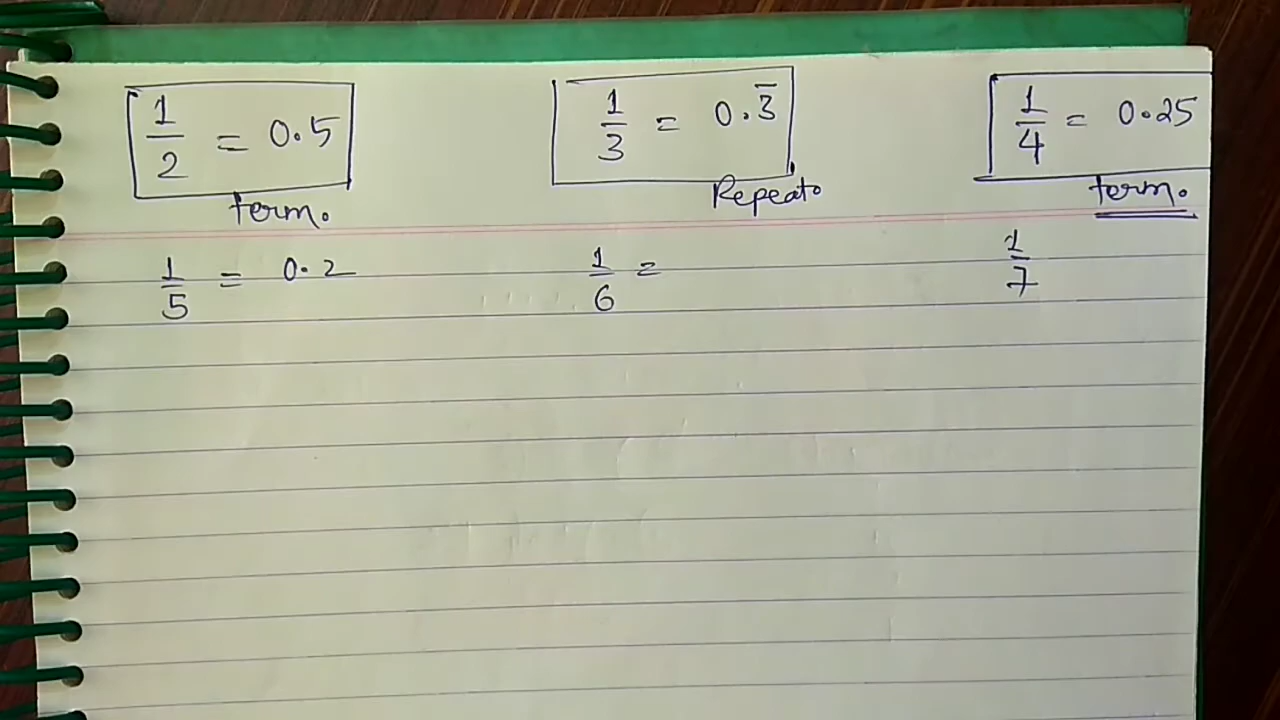 1/2 = 0.5    1/3 = 0.3̅    1/4 = 0.25
term.    Repeat.    term.
1/5 = 0.2    1/6 =    1/7